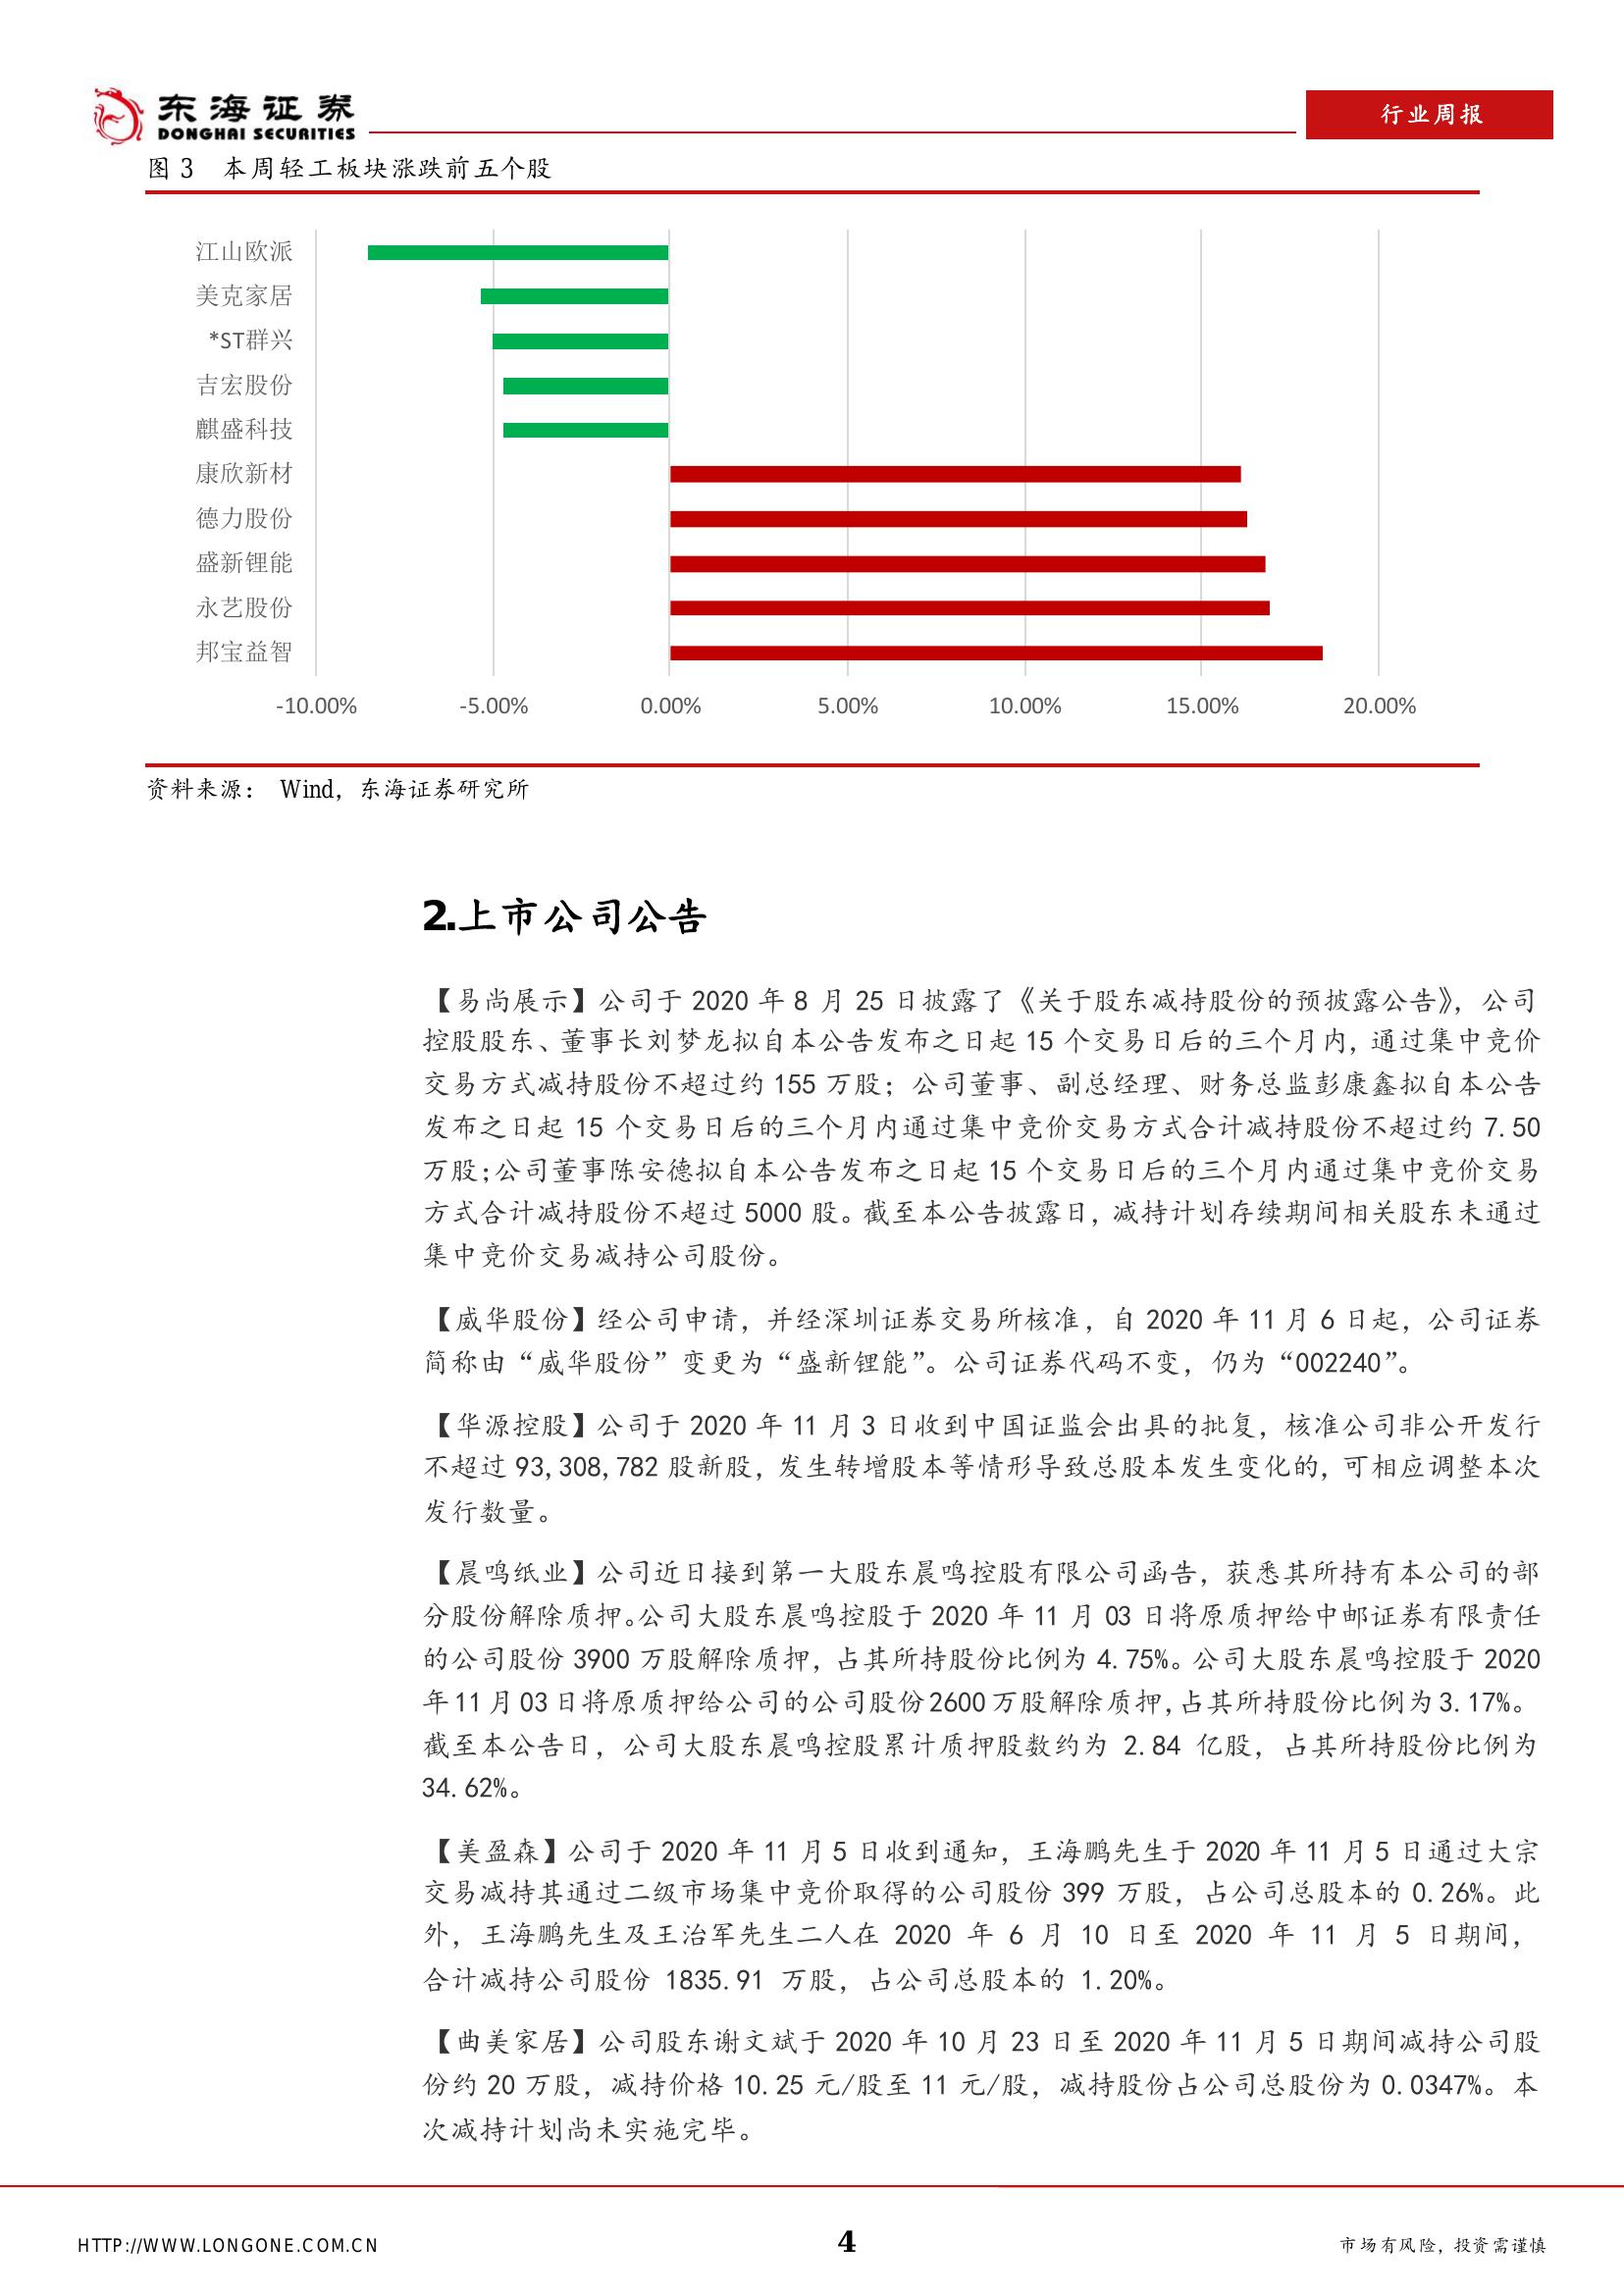 东海证券
DONGHAI SECURITIES
行业周报
图 3 本周轻工板块涨跌前五个股
江山欧派
美克家居
*ST群兴
吉宏股份
麒盛科技
康欣新材
德力股份
盛新锂能
永艺股份
邦宝益智
-10.00% -5.00% 0.00% 5.00% 10.00% 15.00% 20.00%
资料来源： Wind，东海证券研究所
2.上市公司公告
【易尚展示】公司于 2020 年 8 月 25 日披露了《关于股东减持股份的预披露公告》，公司
控股股东、董事长刘梦龙拟自本公告发布之日起 15 个交易日后的三个月内，通过集中竞价
交易方式减持股份不超过约 155 万股；公司董事、副总经理、财务总监彭康鑫拟自本公告
发布之日起 15 个交易日后的三个月内通过集中竞价交易方式合计减持股份不超过约 7.50
万股；公司董事陈安德拟自本公告发布之日起 15 个交易日后的三个月内通过集中竞价交易
方式合计减持股份不超过 5000 股。截至本公告披露日，减持计划存续期间相关股东未通过
集中竞价交易减持公司股份。
【威华股份】经公司申请，并经深圳证券交易所核准，自 2020 年 11 月 6 日起，公司证券
简称由“威华股份”变更为“盛新锂能”。公司证券代码不变，仍为“002240”。
【华源控股】公司于 2020 年 11 月 3 日收到中国证监会出具的批复，核准公司非公开发行
不超过 93,308,782 股新股，发生转增股本等情形导致总股本发生变化的，可相应调整本次
发行数量。
【晨鸣纸业】公司近日接到第一大股东晨鸣控股有限公司函告，获悉其所持有本公司的部
分股份解除质押。公司大股东晨鸣控股于 2020 年 11 月 03 日将原质押给中邮证券有限责任
的公司股份 3900 万股解除质押，占其所持股份比例为 4.75%。公司大股东晨鸣控股于 2020
年 11 月 03 日将原质押给公司的公司股份 2600 万股解除质押，占其所持股份比例为 3.17%。
截至本公告日，公司大股东晨鸣控股累计质押股数约为 2.84 亿股，占其所持股份比例为
34.62%。
【美盈森】公司于 2020 年 11 月 5 日收到通知，王海鹏先生于 2020 年 11 月 5 日通过大宗
交易减持其通过二级市场集中竞价取得的公司股份 399 万股，占公司总股本的 0.26%。此
外，王海鹏先生及王治军先生二人在 2020 年 6 月 10 日至 2020 年 11 月 5 日期间，
合计减持公司股份 1835.91 万股，占公司总股本的 1.20%。
【曲美家居】公司股东谢文斌于 2020 年 10 月 23 日至 2020 年 11 月 5 日期间减持公司股
份约 20 万股，减持价格 10.25 元/股至 11 元/股，减持股份占公司总股份为 0.0347%。本
次减持计划尚未实施完毕。
HTTP://WWW.LONGONE.COM.CN
4
市场有风险，投资需谨慎